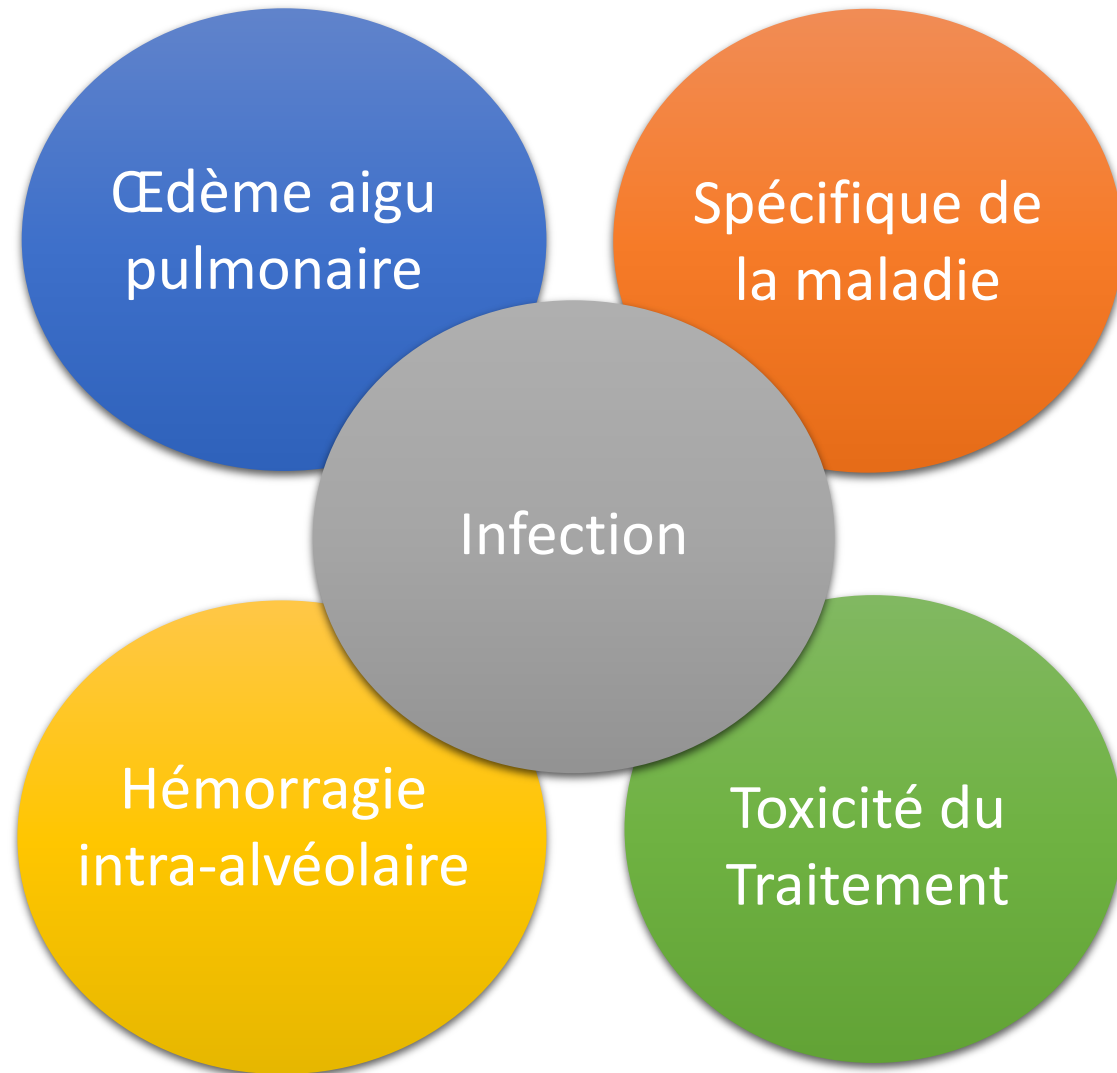 Œdème aigu
pulmonaire
Spécifique de
la maladie
Infection
Hémorragie
intra-alvéolaire
Toxicité du
Traitement